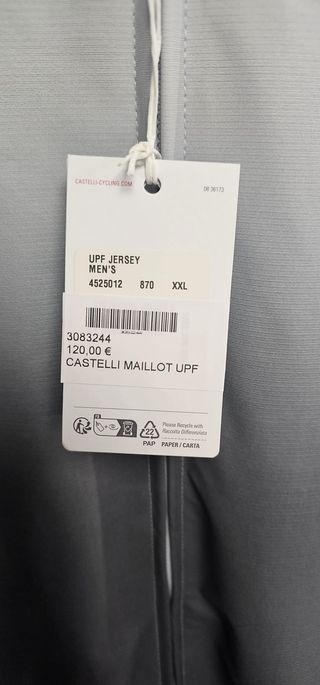 CASTELLI-CYCLING.COM
UPF JERSEY
MEN'S
4525012 870 XXL
3083244
120,00 €
CASTELLI MAILLOT UPF
Please Recycle with
Raccolta Differenziata
22
PAP
PAPER / CARTA